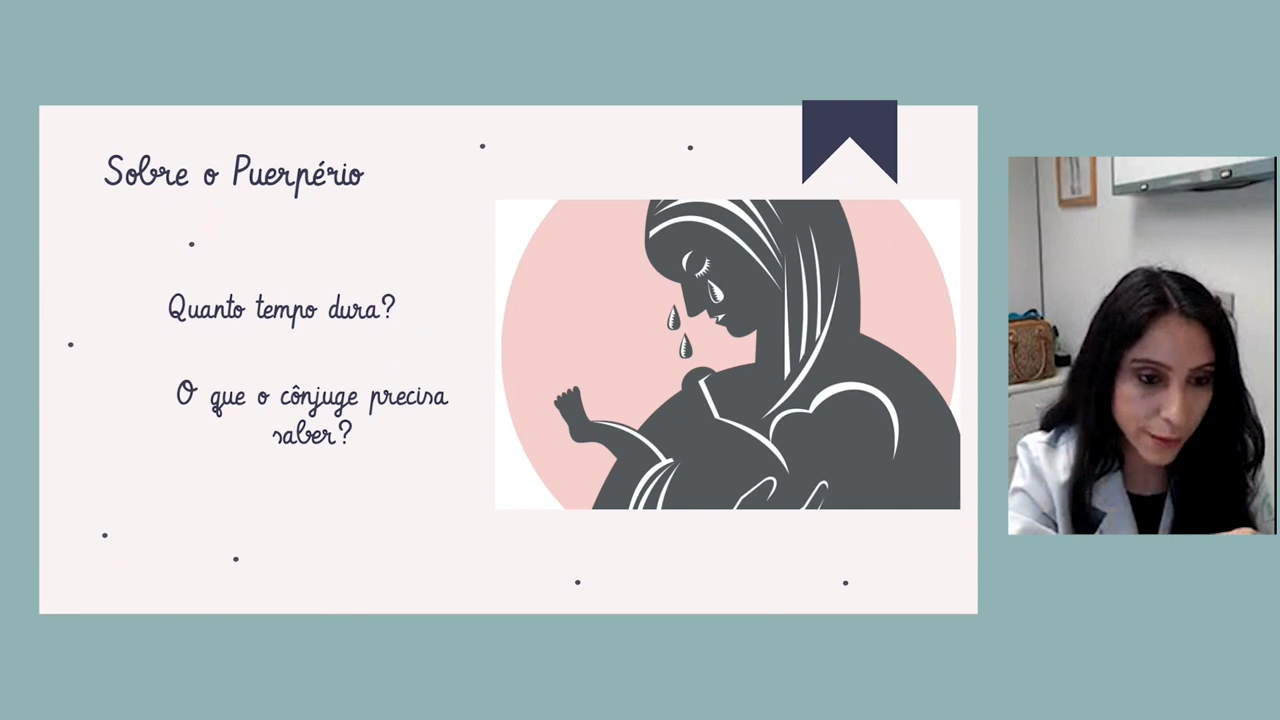 Sobre o Puerpério
Quanto tempo dura?
O que o cônjuge precisa
saber?